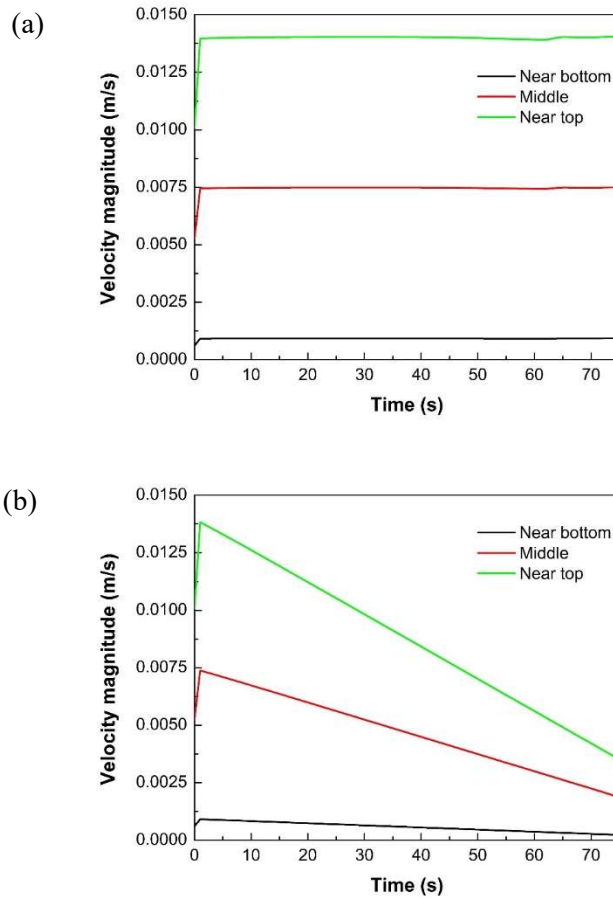 (a)
0.0150
0.0125
0.0100
0.0075
0.0050
0.0025
0.0000
Velocity magnitude (m/s)
Near bottom
Middle
Near top
0 10 20 30 40 50 60 70
Time (s)
(b)
0.0150
0.0125
0.0100
0.0075
0.0050
0.0025
0.0000
Velocity magnitude (m/s)
Near bottom
Middle
Near top
0 10 20 30 40 50 60 70
Time (s)